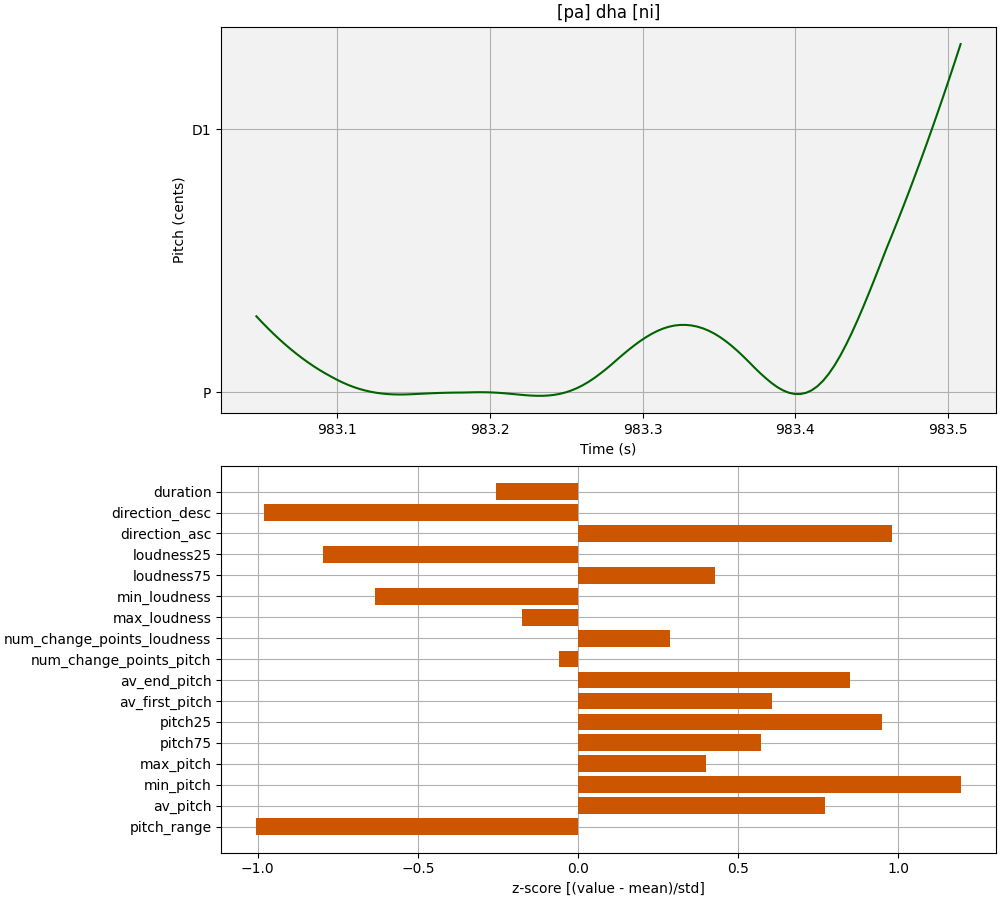 [pa] dha [ni]
D1
P
Pitch (cents)
983.1 983.2 983.3 983.4 983.5
Time (s)
duration
direction_desc
direction_asc
loudness25
loudness75
min_loudness
max_loudness
num_change_points_loudness
num_change_points_pitch
av_end_pitch
av_first_pitch
pitch25
pitch75
max_pitch
min_pitch
av_pitch
pitch_range
−1.0 −0.5 0.0 0.5 1.0
z-score [(value - mean)/std]